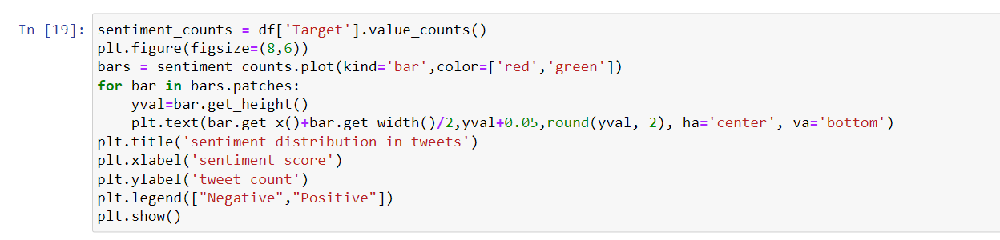 In [19]: sentiment_counts = df['Target'].value_counts()
plt.figure(figsize=(8,6))
bars = sentiment_counts.plot(kind='bar',color=['red','green'])
for bar in bars.patches:
    yval=bar.get_height()
    plt.text(bar.get_x()+bar.get_width()/2,yval+0.05,round(yval, 2), ha='center', va='bottom')
plt.title('sentiment distribution in tweets')
plt.xlabel('sentiment score')
plt.ylabel('tweet count')
plt.legend(["Negative","Positive"])
plt.show()